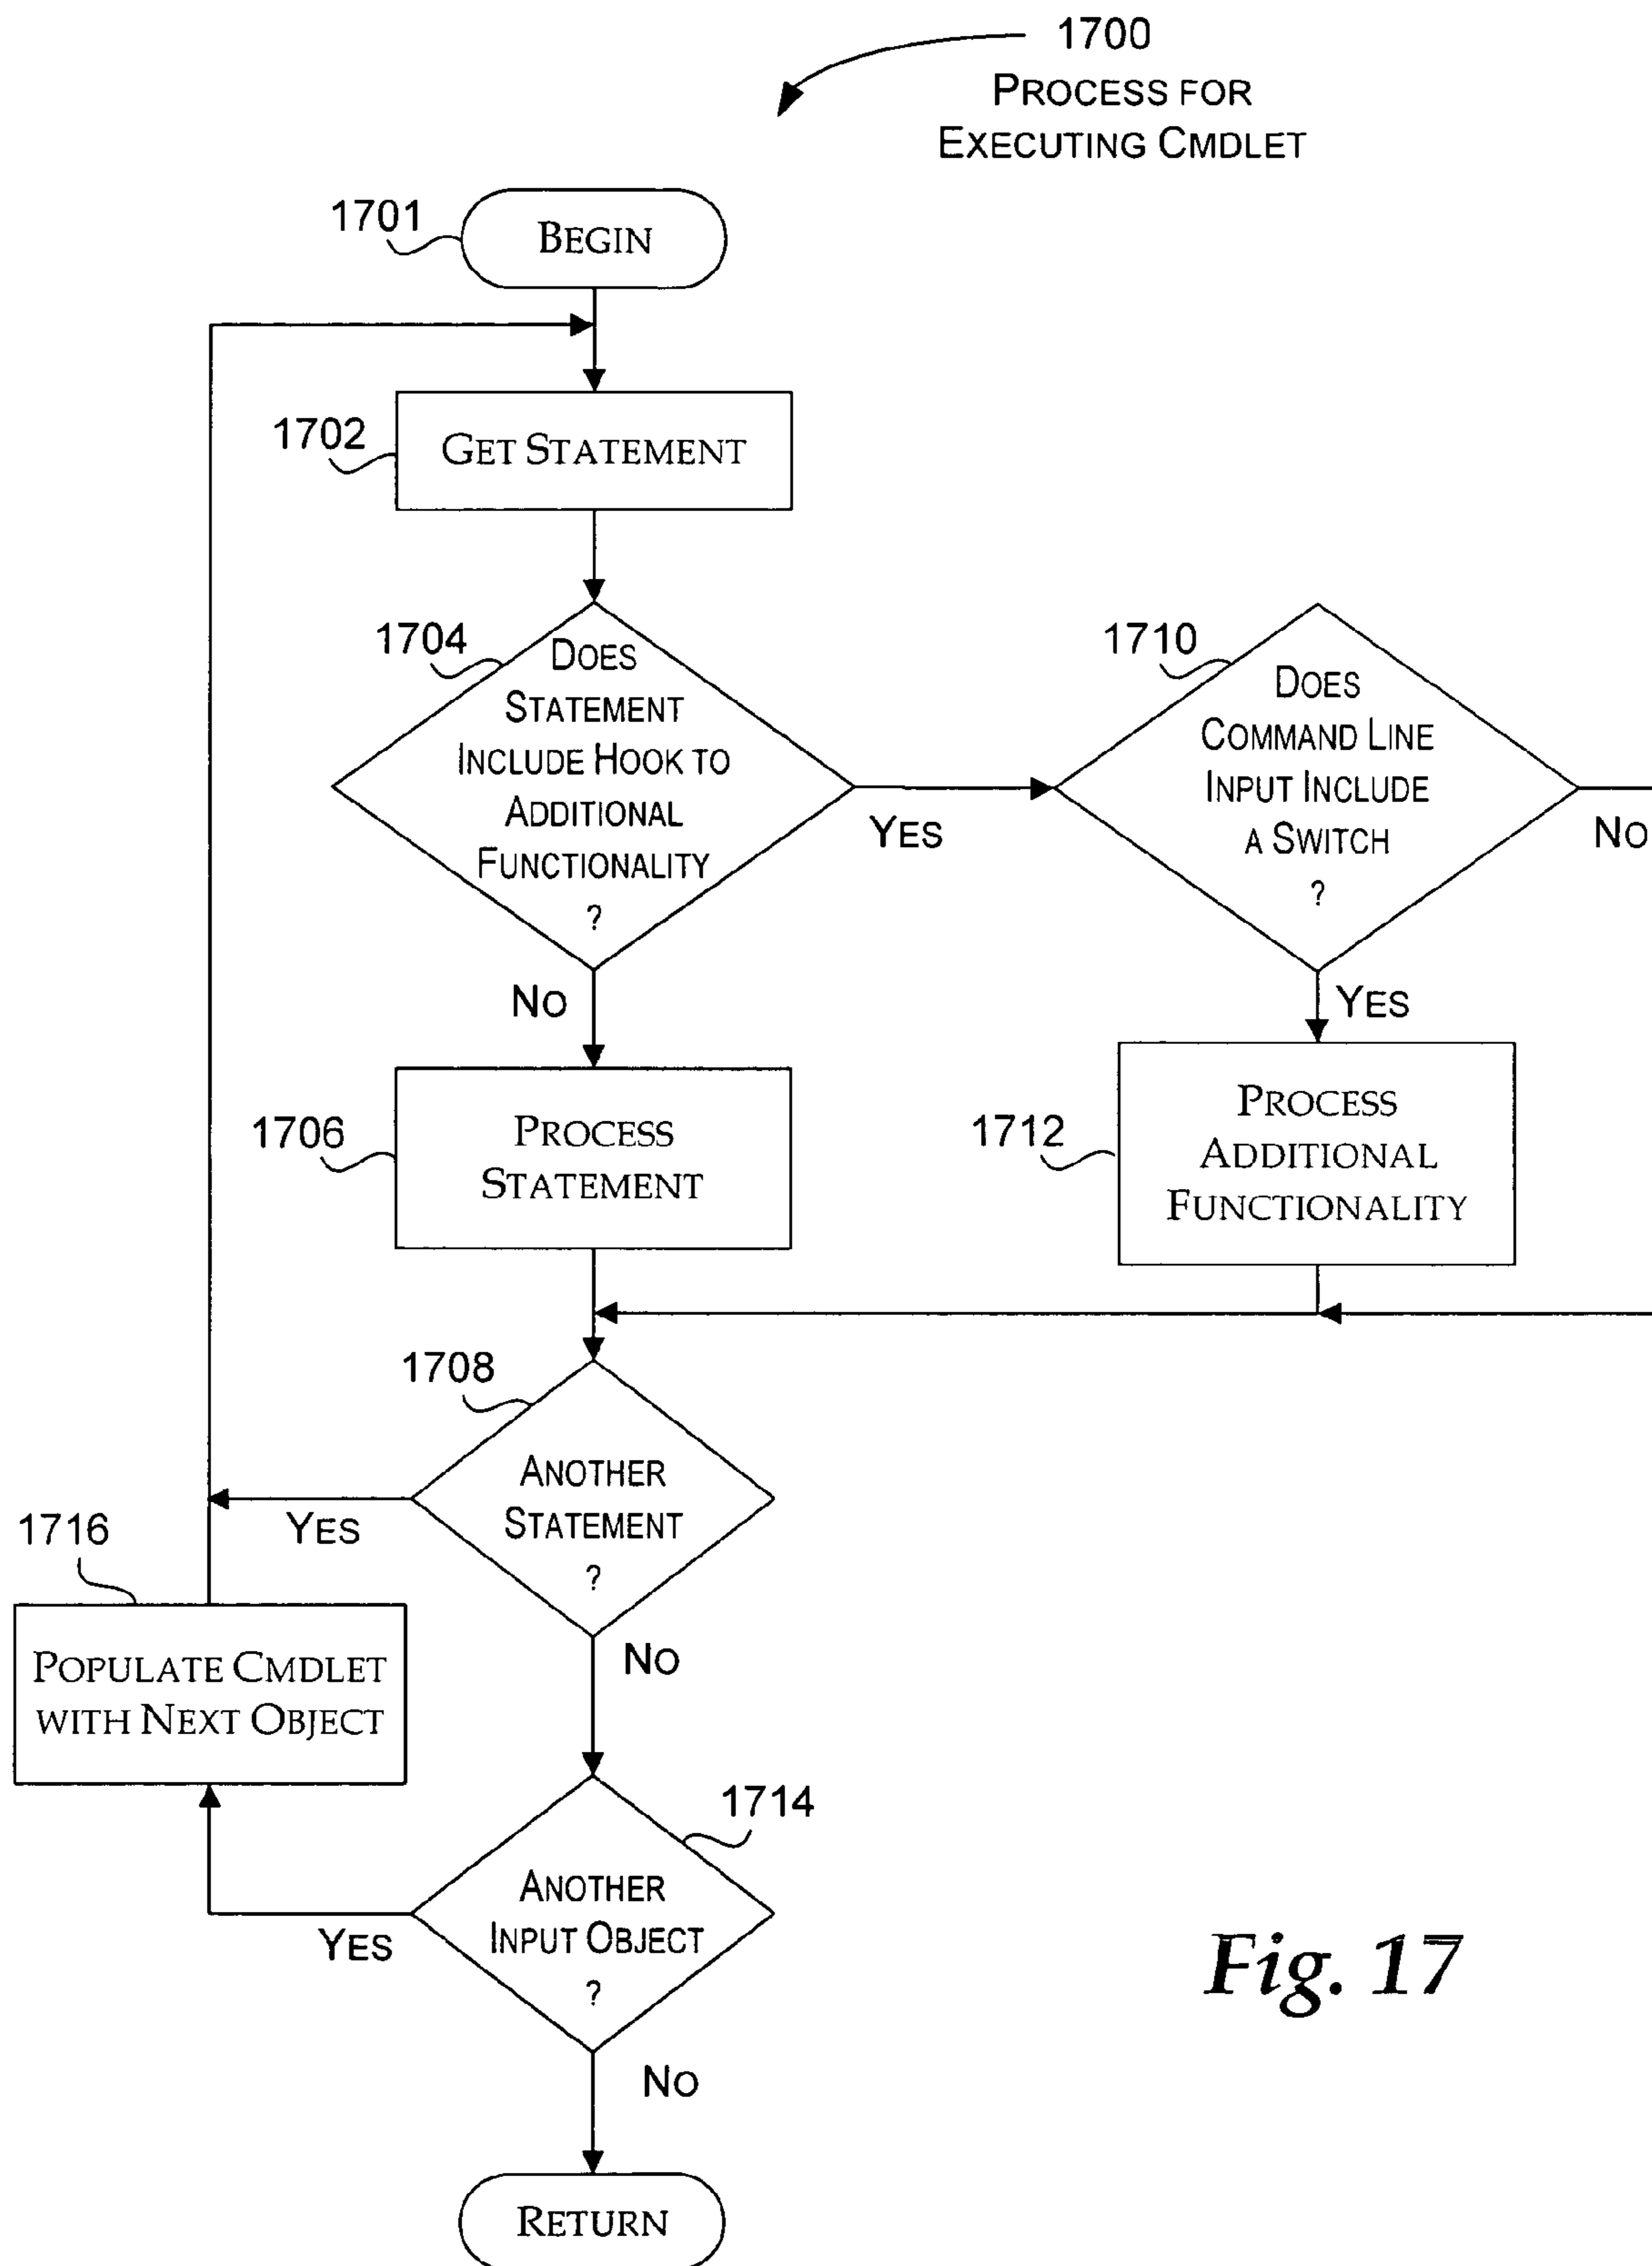 1700
PROCESS FOR
EXECUTING CMDLET
1701
BEGIN
1702
GET STATEMENT
1704
DOES
STATEMENT
INCLUDE HOOK TO
ADDITIONAL
FUNCTIONALITY
?
YES
NO
1710
DOES
COMMAND LINE
INPUT INCLUDE
A SWITCH
?
NO
YES
1706
PROCESS
STATEMENT
1712
PROCESS
ADDITIONAL
FUNCTIONALITY
1708
ANOTHER
STATEMENT
?
YES
NO
1716
POPULATE CMDLET
WITH NEXT OBJECT
1714
ANOTHER
INPUT OBJECT
?
YES
NO
RETURN
Fig. 17